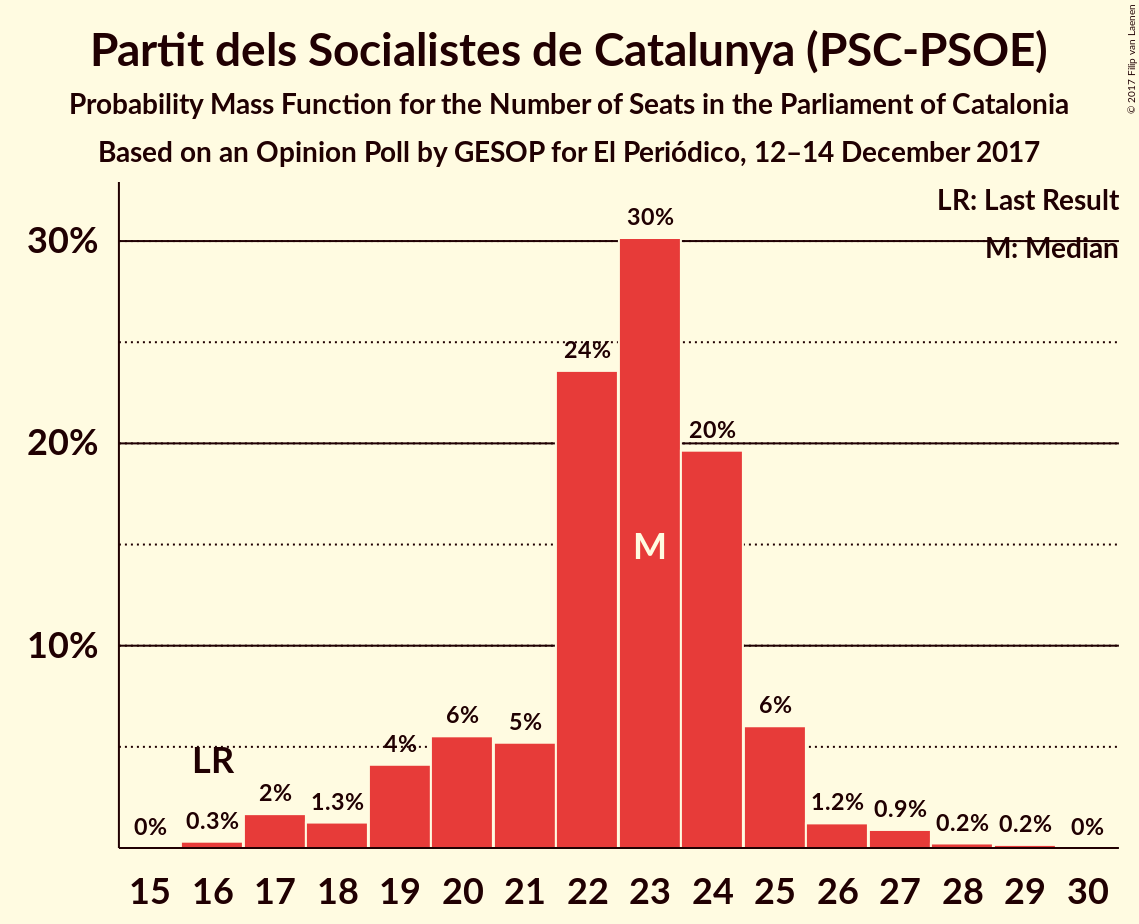 Partit dels Socialistes de Catalunya (PSC-PSOE)
Probability Mass Function for the Number of Seats in the Parliament of Catalonia
Based on an Opinion Poll by GESOP for El Periódico, 12–14 December 2017
© 2017 Filip van Laenen
LR: Last Result
M: Median
30%
20%
10%
0% 0.3% 2% 1.3% 4% 6% 5% 24% 30% 20% 6% 1.2% 0.9% 0.2% 0.2% 0%
LR
M
15 16 17 18 19 20 21 22 23 24 25 26 27 28 29 30